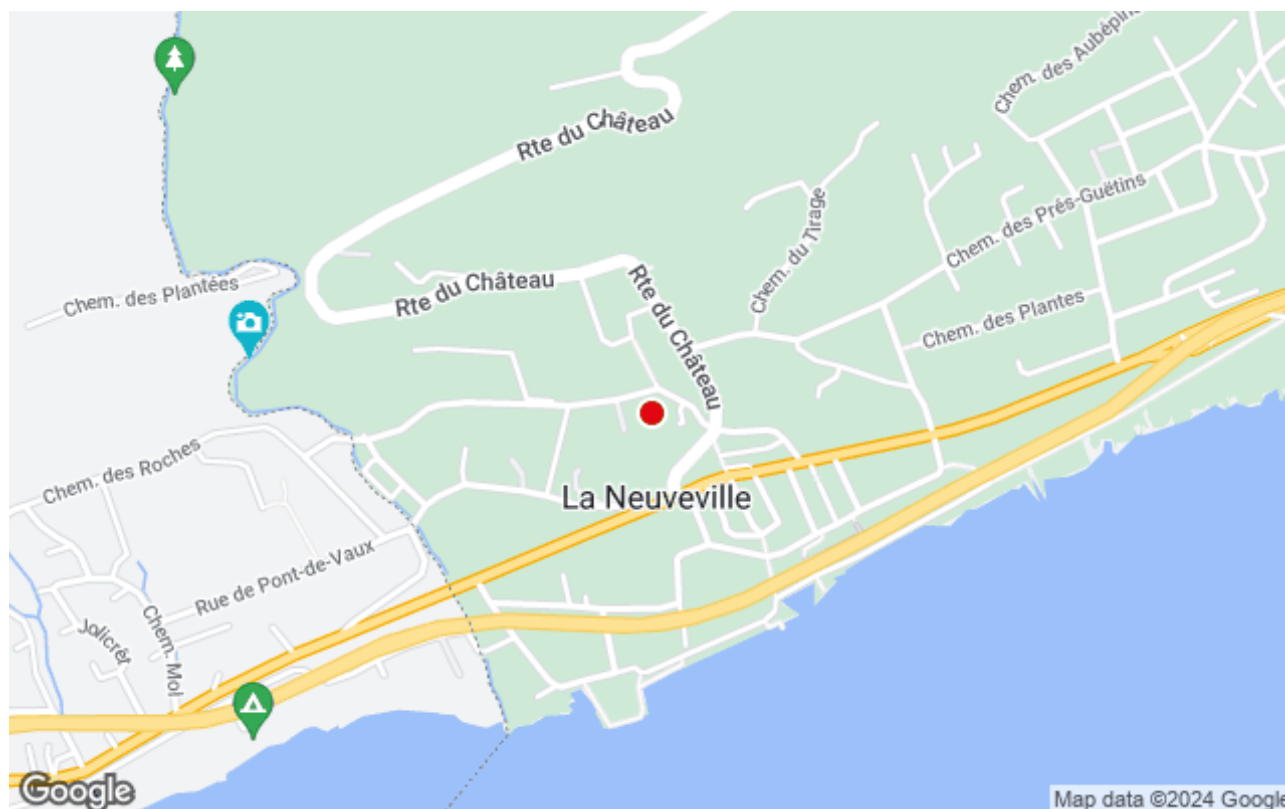 Chem. des Aubépin
Rte du Château
Chem. des Prés-Guëtins
Chem. du Tirage
Chem. des Plantées
Rte du Château
Rte du Château
Chem. des Plantes
Chem. des Roches
La Neuveville
Rue de Pont-de-Vaux
Jolicrêt
Chem. Mol
Google
Map data ©2024 Google